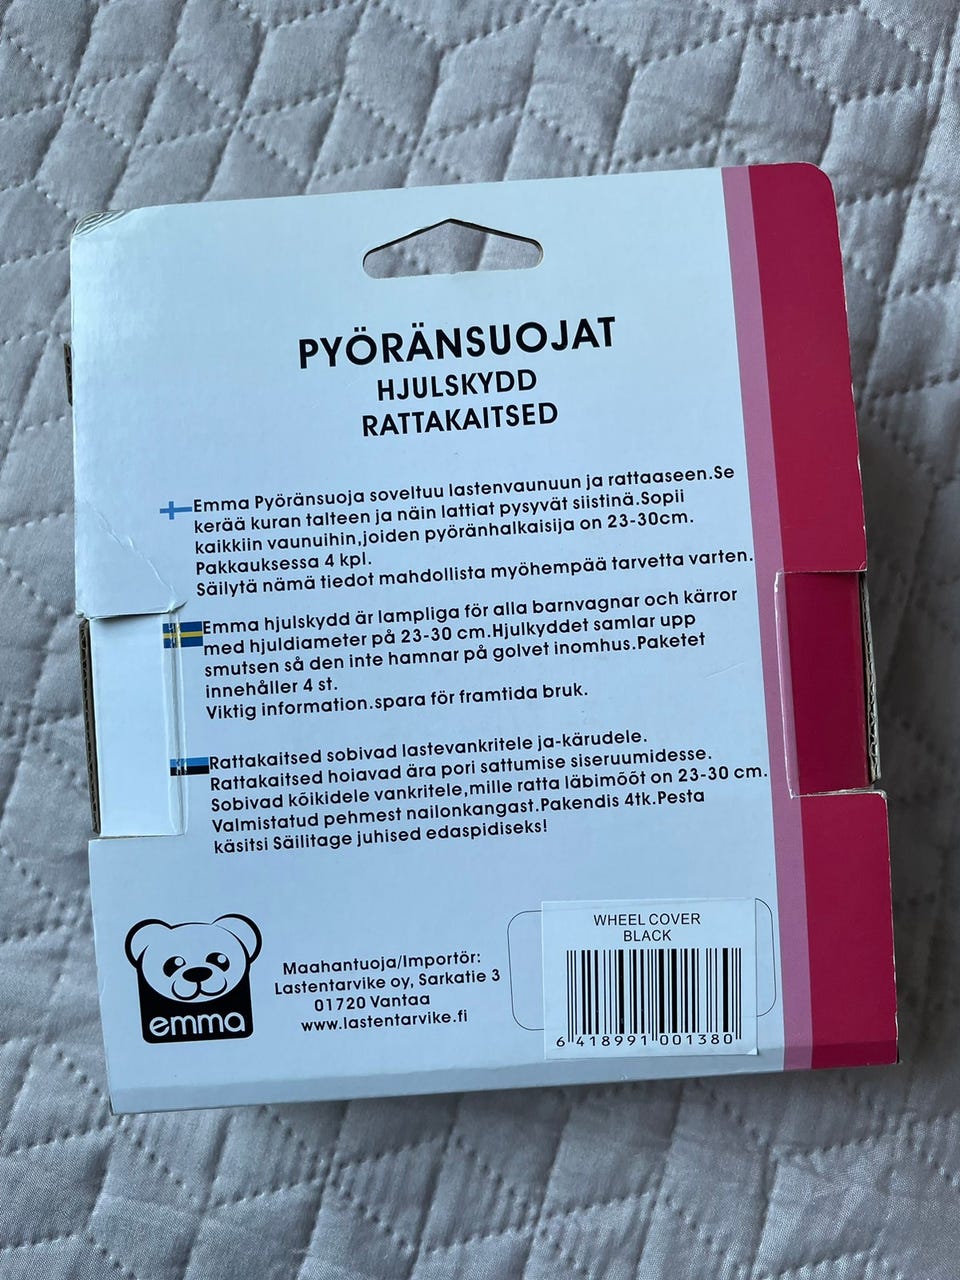 PYÖRÄNSUOJAT
HJULSKYDD
RATTAKAITSED
Emma Pyöränsuoja soveltuu lastenvaunuun ja rattaaseen.Se
kerää kuran talteen ja näin lattiat pysyvät siistinä.Sopii
kaikkiin vaunuihin,joiden pyöränhalkaisija on 23-30cm.
Pakkauksessa 4 kpl.
Säilytä nämä tiedot mahdollista myöhempää tarvetta varten.
Emma hjulskydd är lampliga för alla barnvagnar och kärror
med hjuldiameter på 23-30 cm.Hjulkyddet samlar upp
smutsen så den inte hamnar på golvet inomhus.Paketet
innehåller 4 st.
Viktig information.spara för framtida bruk.
Rattakaitsed sobivad lastevankritele ja-kärudele.
Rattakaitsed hoiavad ära pori sattumise siseruumidesse.
Sobivad kõikidele vankritele,mille ratta läbimõõt on 23-30 cm.
Valmistatud pehmest nailonkangast.Pakendis 4tk.Pesta
käsitsi Säilitage juhised edaspidiseks!
emma
Maahantuoja/Importör:
Lastentarvike oy, Sarkatie 3
01720 Vantaa
www.lastentarvike.fi
WHEEL COVER
BLACK
6 418991 001380